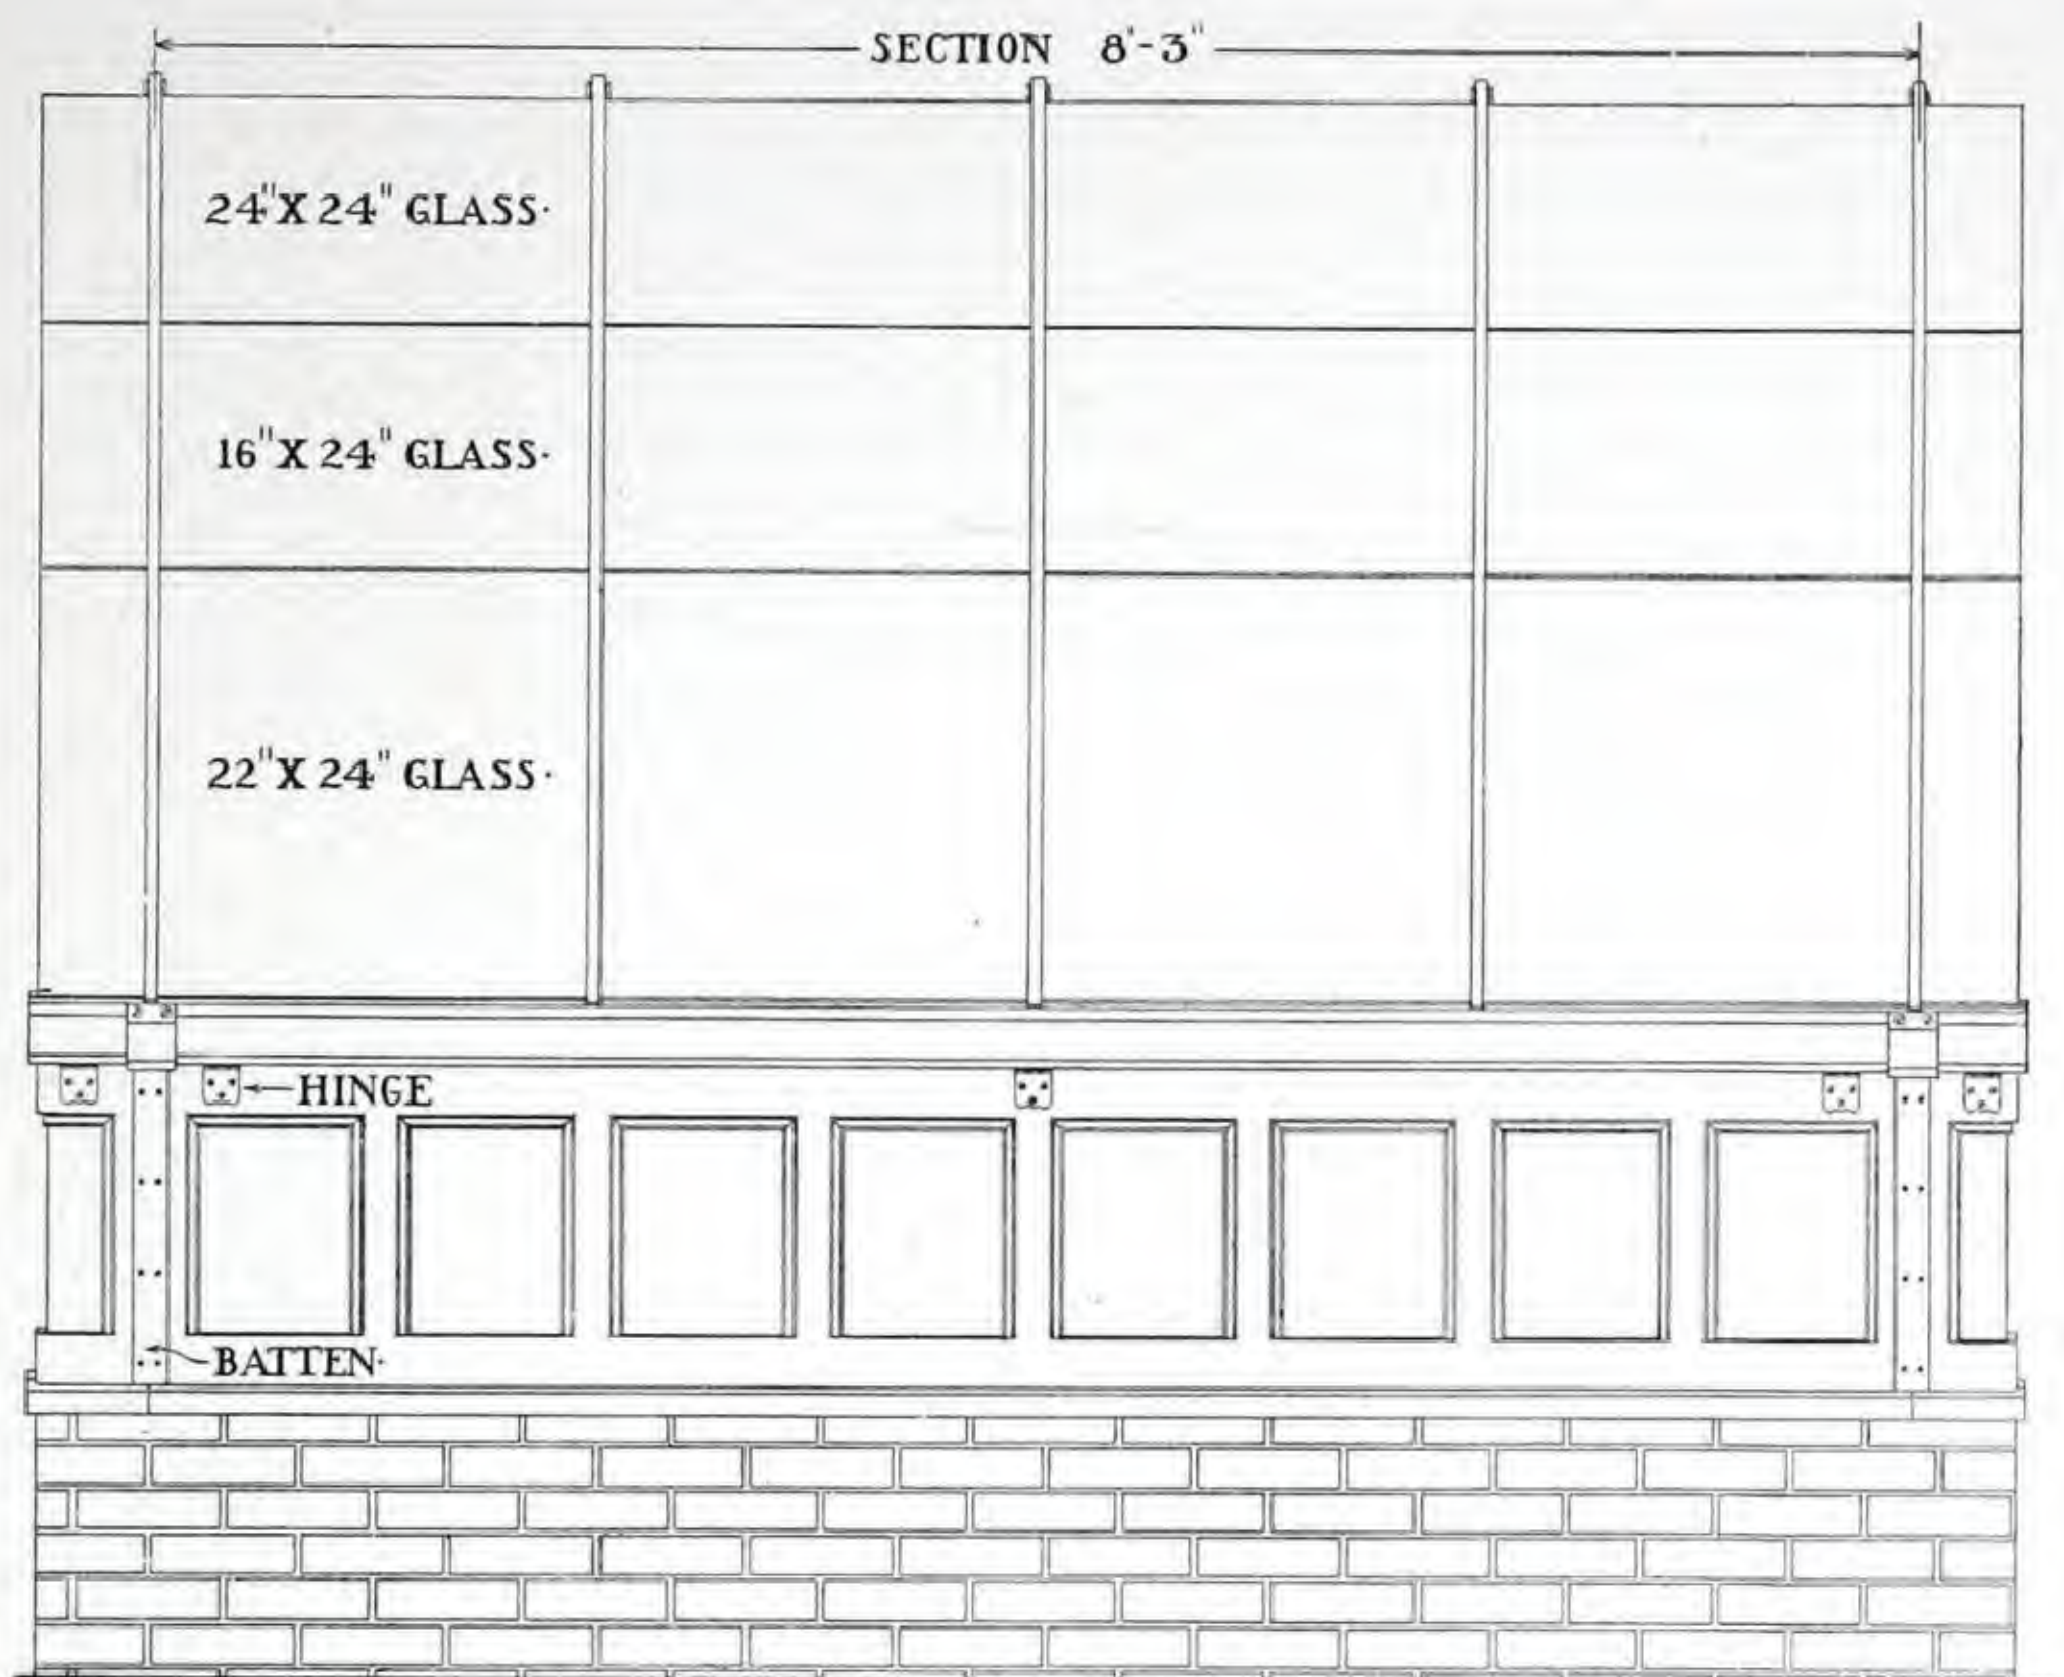 SECTION 8'-3"
24"X 24" GLASS·
16"X 24" GLASS·
22"X 24" GLASS·
HINGE
BATTEN·